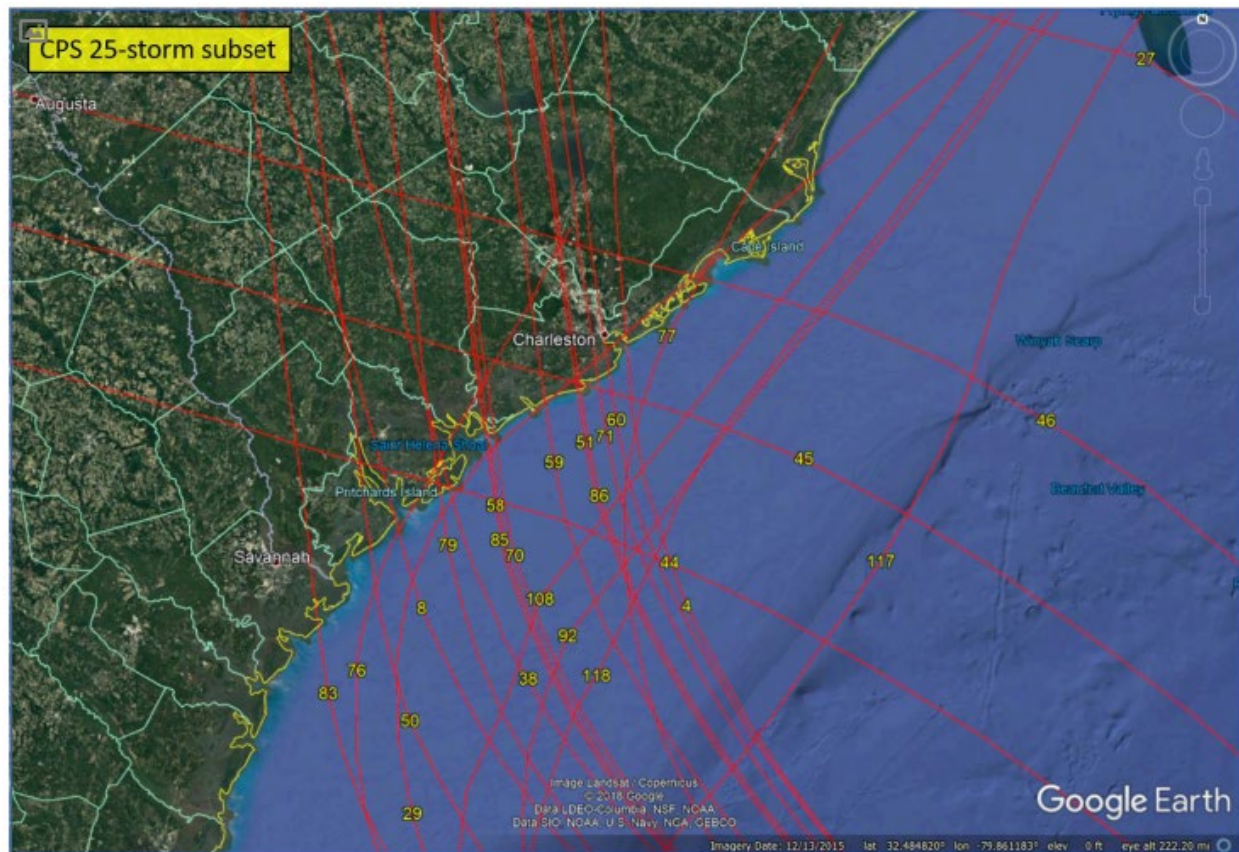 CPS 25-storm subset
N
27
Augusta
Cape Island
Charleston
77
Winyah Scarp
60
46
Saint Helena Shoal
51
71
45
59
Pritchards Island
86
Beaufort Valley
58
Savannah
79
85
70
44
117
8
108
4
92
76
38
118
83
50
29
Image Landsat / Copernicus
© 2018 Google
Data LDEO-Columbia, NSF, NOAA
Data SIO, NOAA, U.S. Navy, NGA, GEBCO
Google Earth
Imagery Date: 12/13/2015 lat 32.484820° lon -79.861183° elev 0 ft eye alt 222.20 mi